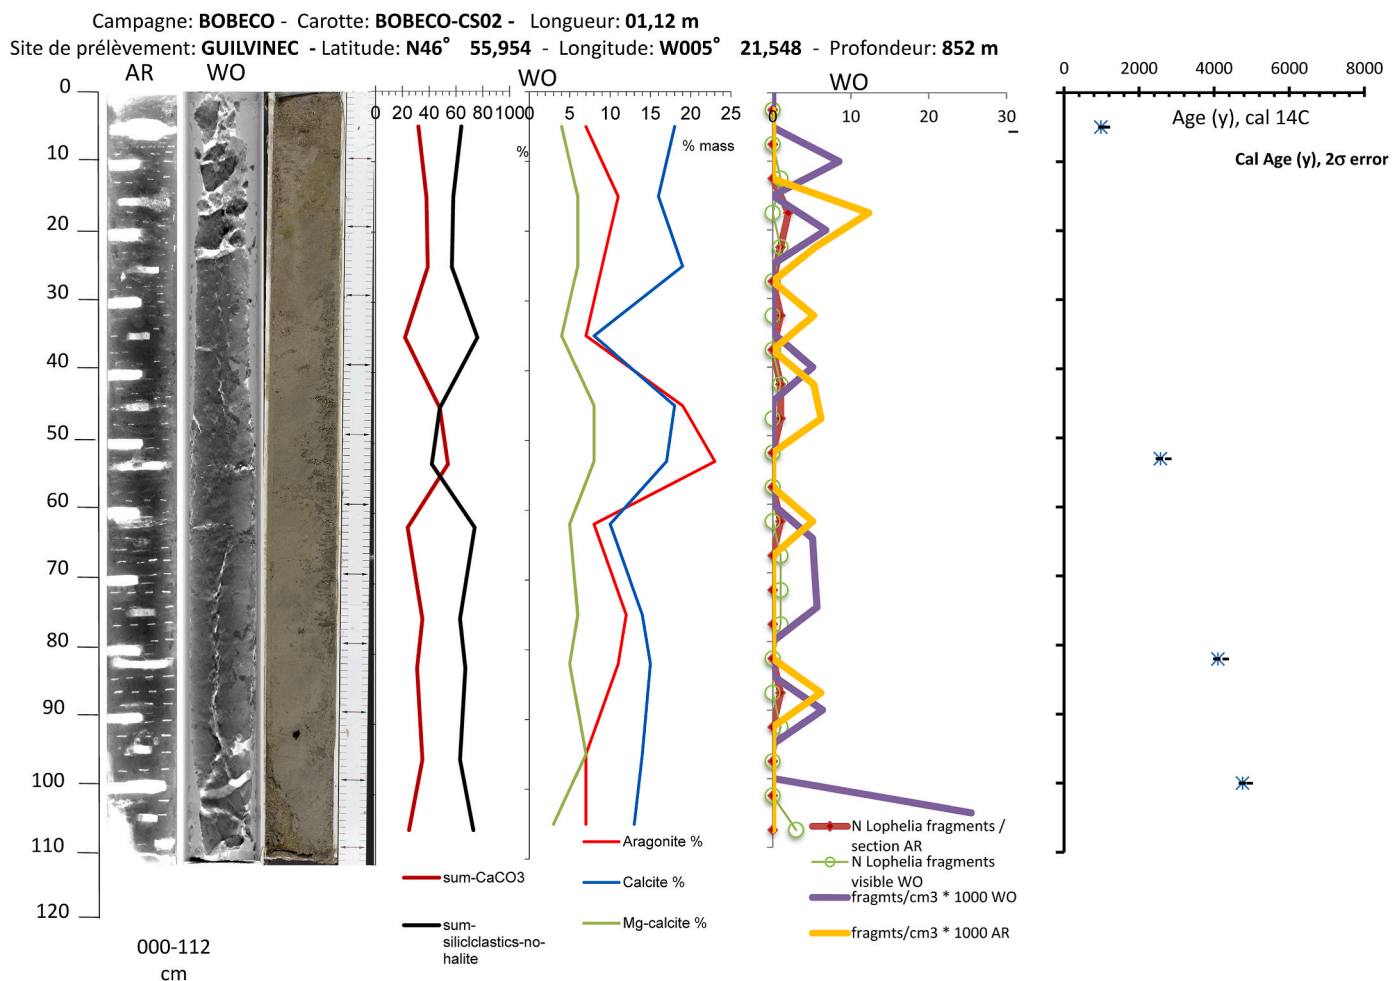 Campagne: BOBECO - Carotte: BOBECO-CS02 - Longueur: 01,12 m
Site de prélèvement: GUILVINEC - Latitude: N46° 55,954 - Longitude: W005° 21,548 - Profondeur: 852 m
AR WO WO WO
0 2000 4000 6000 8000
0 20 40 60 80 100 0 5 10 15 20 25 0 10 20 30
Age (y), cal 14C
% % mass
Cal Age (y), 2σ error
0
10
20
30
40
50
60
70
80
90
100
110
120
N Lophelia fragments /
section AR
Aragonite %
N Lophelia fragments
visible WO
sum-CaCO3
Calcite %
fragmts/cm3 * 1000 WO
sum-
siliclclastics-no-
halite
Mg-calcite %
fragmts/cm3 * 1000 AR
000-112
cm